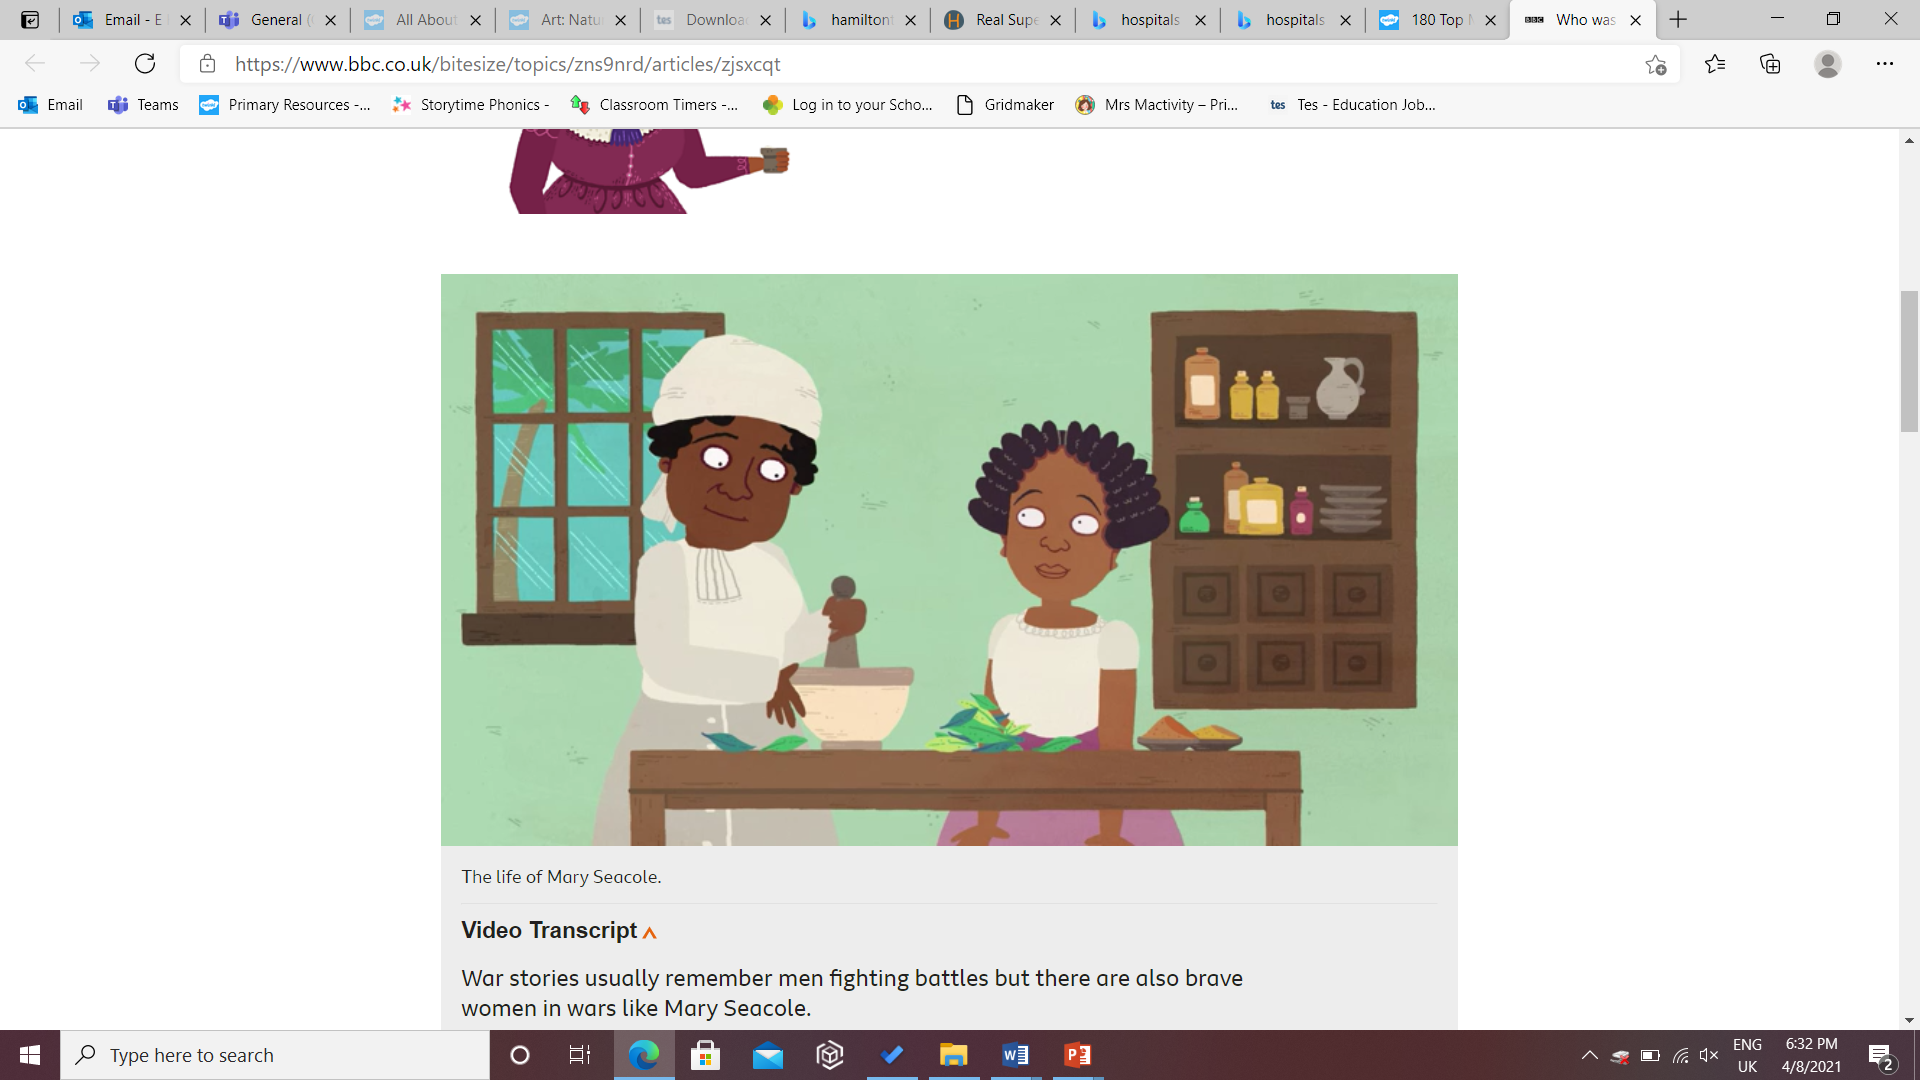 Email - E
General (
All About
Art: Natu
tes Download
hamilton
Real Supe
hospitals
hospitals
180 Top
BBC Who was
https://www.bbc.co.uk/bitesize/topics/zns9nrd/articles/zjsxcqt
Email Teams Primary Resources -... Storytime Phonics - Classroom Timers -... Log in to your Scho... Gridmaker Mrs Mactivity – Pri... tes Tes - Education Job...
The life of Mary Seacole.
Video Transcript
War stories usually remember men fighting battles but there are also brave
women in wars like Mary Seacole.
Type here to search
ENG
UK
6:32 PM
4/8/2021
2